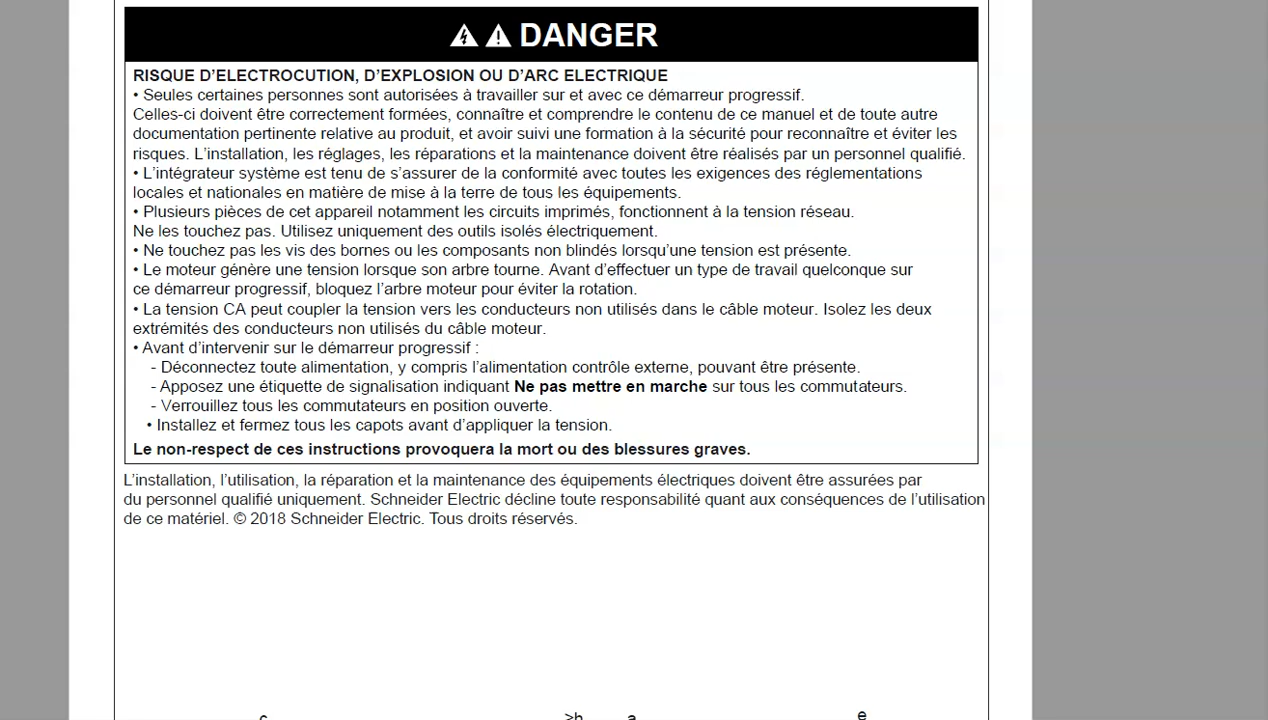 DANGER
RISQUE D’ELECTROCUTION, D’EXPLOSION OU D’ARC ELECTRIQUE
• Seules certaines personnes sont autorisées à travailler sur et avec ce démarreur progressif.
Celles-ci doivent être correctement formées, connaître et comprendre le contenu de ce manuel et de toute autre
documentation pertinente relative au produit, et avoir suivi une formation à la sécurité pour reconnaître et éviter les
risques. L’installation, les réglages, les réparations et la maintenance doivent être réalisés par un personnel qualifié.
• L’intégrateur système est tenu de s’assurer de la conformité avec toutes les exigences des réglementations
locales et nationales en matière de mise à la terre de tous les équipements.
• Plusieurs pièces de cet appareil notamment les circuits imprimés, fonctionnent à la tension réseau.
Ne les touchez pas. Utilisez uniquement des outils isolés électriquement.
• Ne touchez pas les vis des bornes ou les composants non blindés lorsqu’une tension est présente.
• Le moteur génère une tension lorsque son arbre tourne. Avant d’effectuer un type de travail quelconque sur
ce démarreur progressif, bloquez l’arbre moteur pour éviter la rotation.
• La tension CA peut coupler la tension vers les conducteurs non utilisés dans le câble moteur. Isolez les deux
extrémités des conducteurs non utilisés du câble moteur.
• Avant d’intervenir sur le démarreur progressif :
- Déconnectez toute alimentation, y compris l’alimentation contrôle externe, pouvant être présente.
- Apposez une étiquette de signalisation indiquant Ne pas mettre en marche sur tous les commutateurs.
- Verrouillez tous les commutateurs en position ouverte.
• Installez et fermez tous les capots avant d’appliquer la tension.
Le non-respect de ces instructions provoquera la mort ou des blessures graves.
L’installation, l’utilisation, la réparation et la maintenance des équipements électriques doivent être assurées par
du personnel qualifié uniquement. Schneider Electric décline toute responsabilité quant aux conséquences de l’utilisation
de ce matériel. © 2018 Schneider Electric. Tous droits réservés.
c >h a e